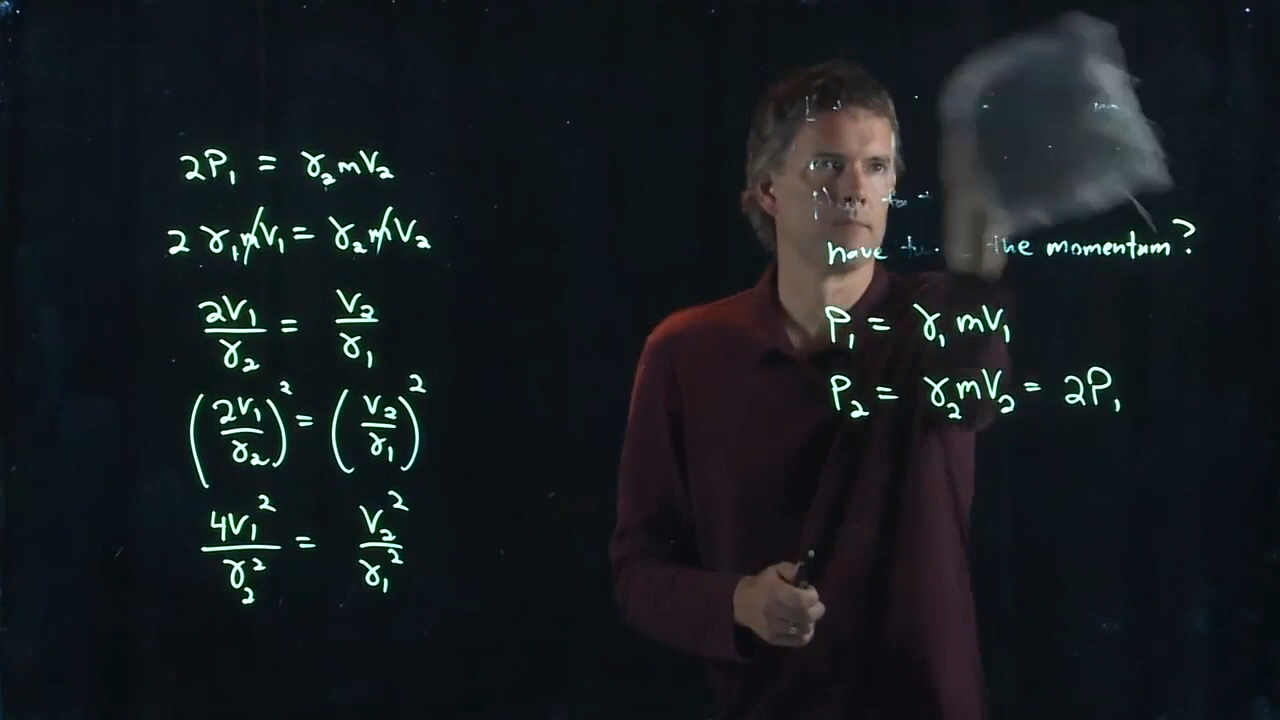 2P₁ = γ₂mV₂
2γ₁mV₁ = γ₂mV₂
2V₁/γ₂ = V₂/γ₁
(2V₁/γ₂)² = (V₂/γ₁)²
4V₁²/γ₂² = V₂²/γ₁²
have the momentum?
P₁ = γ₁mV₁
P₂ = γ₂mV₂ = 2P₁